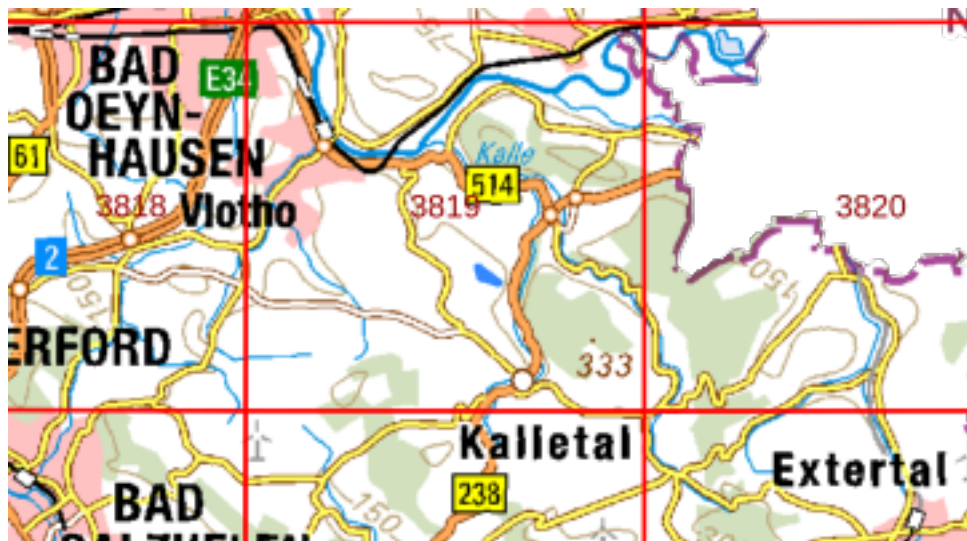 N
75
BAD
OEYN-
HAUSEN
E34
61
Kalle
514
3818
Vlotho
3819
3820
2
150
150
ERFORD
333
Kalletal
Extertal
238
BAD
150